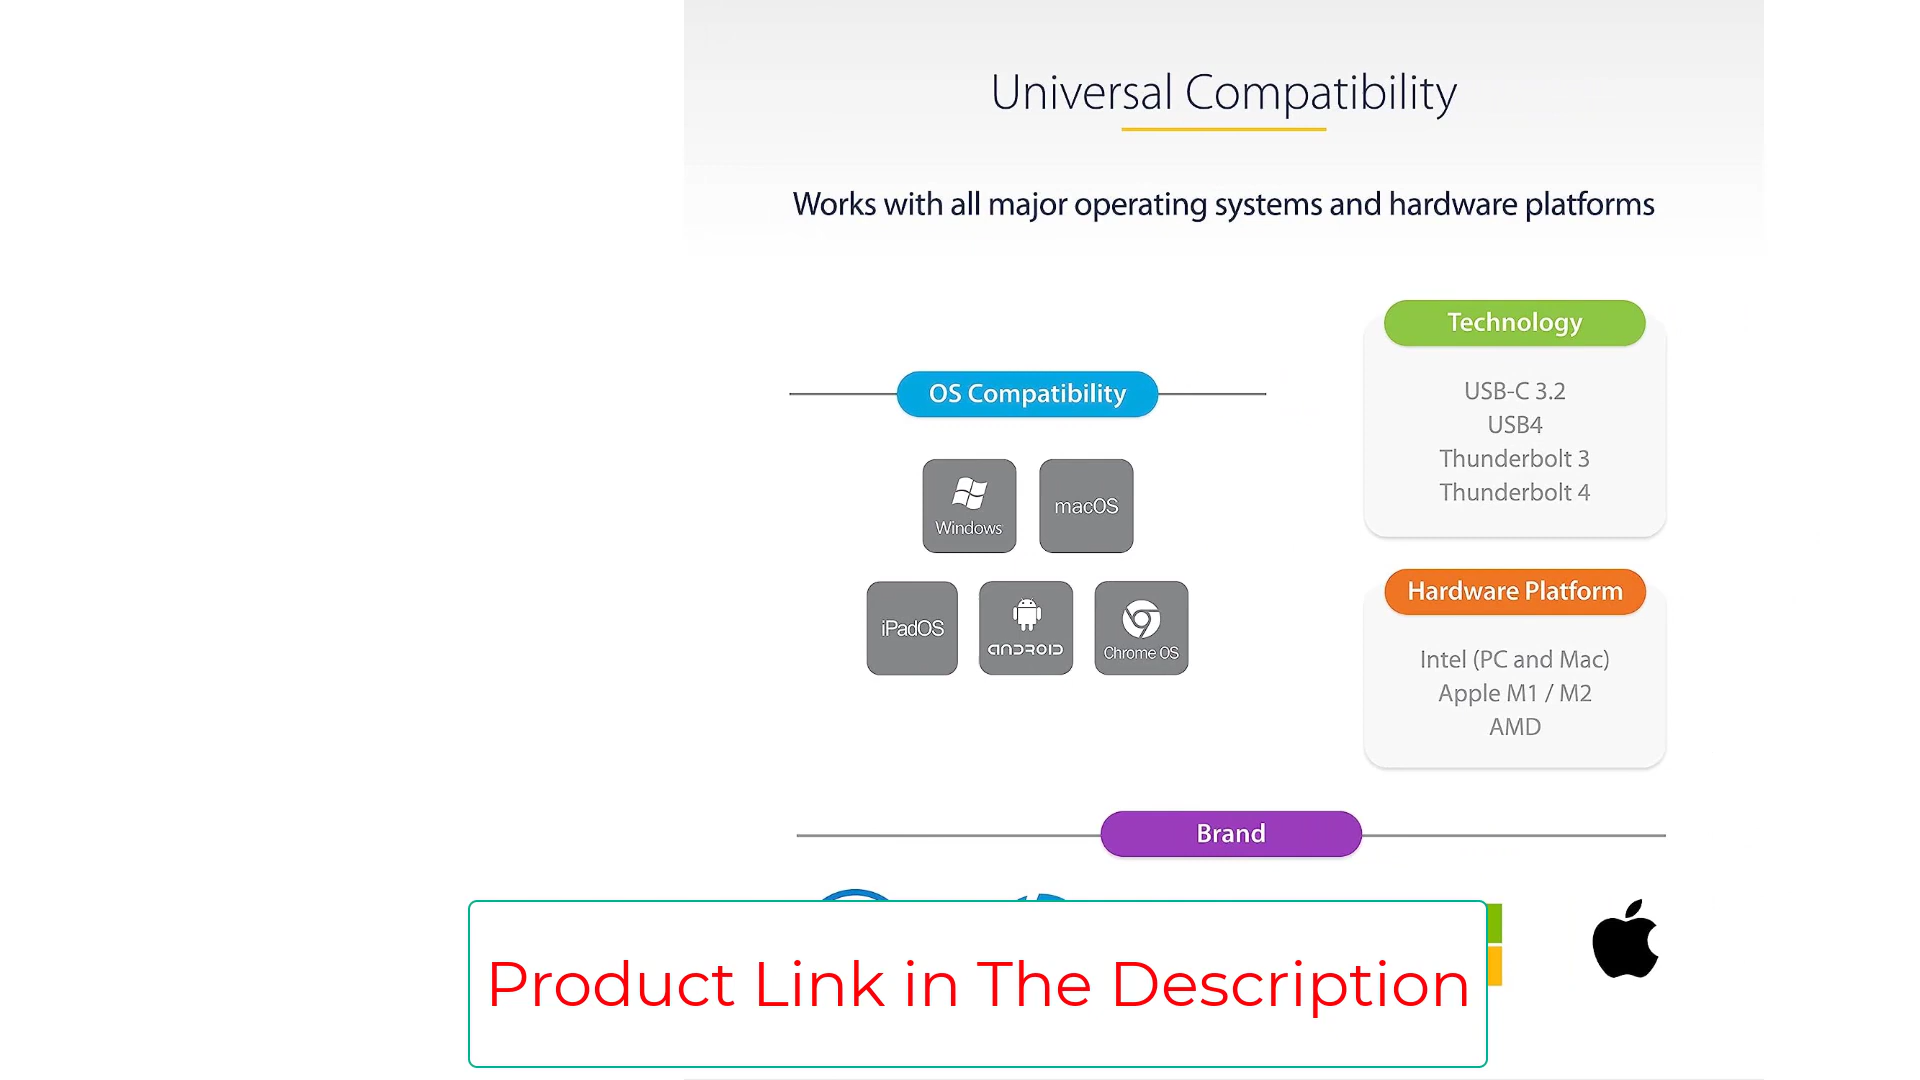 Universal Compatibility
Works with all major operating systems and hardware platforms
OS Compatibility
Windows
macOS
iPadOS
ANDROID
Chrome OS
Technology
USB-C 3.2
USB4
Thunderbolt 3
Thunderbolt 4
Hardware Platform
Intel (PC and Mac)
Apple M1 / M2
AMD
Brand
Product Link in The Description